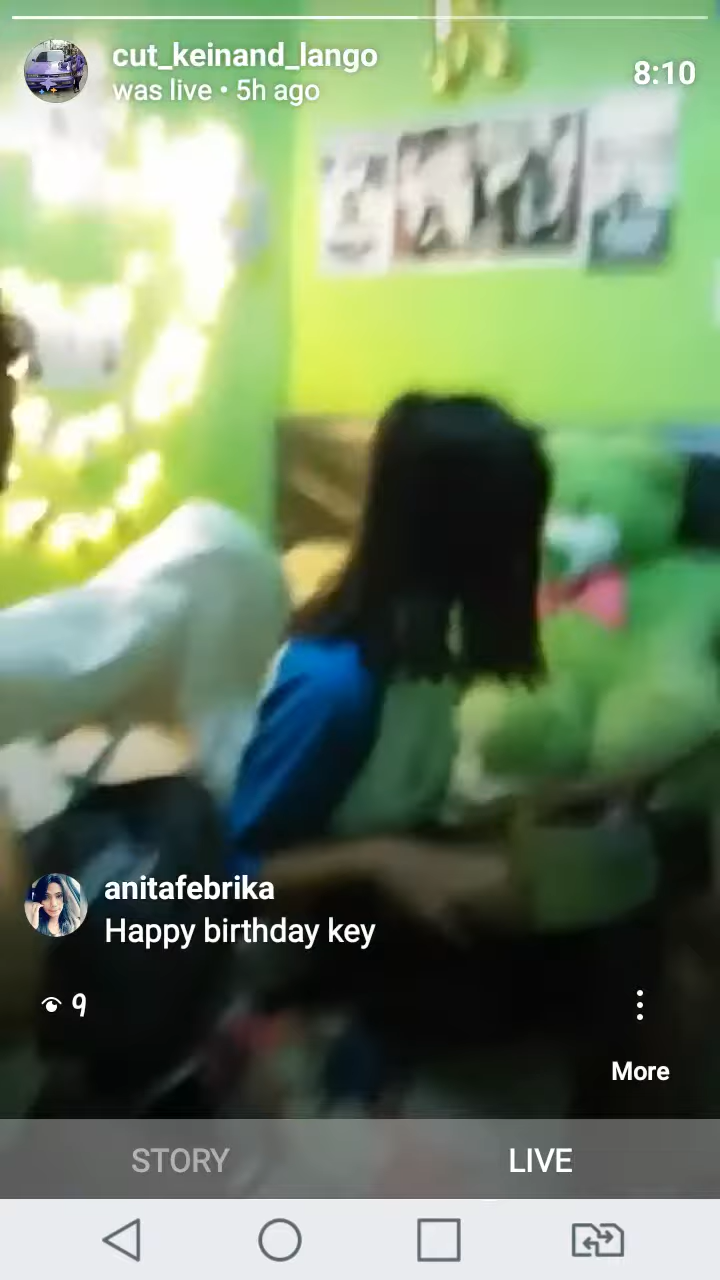 cut_keinand_lango
was live • 5h ago
8:10
anitafebrika
Happy birthday key
9
More
STORY
LIVE